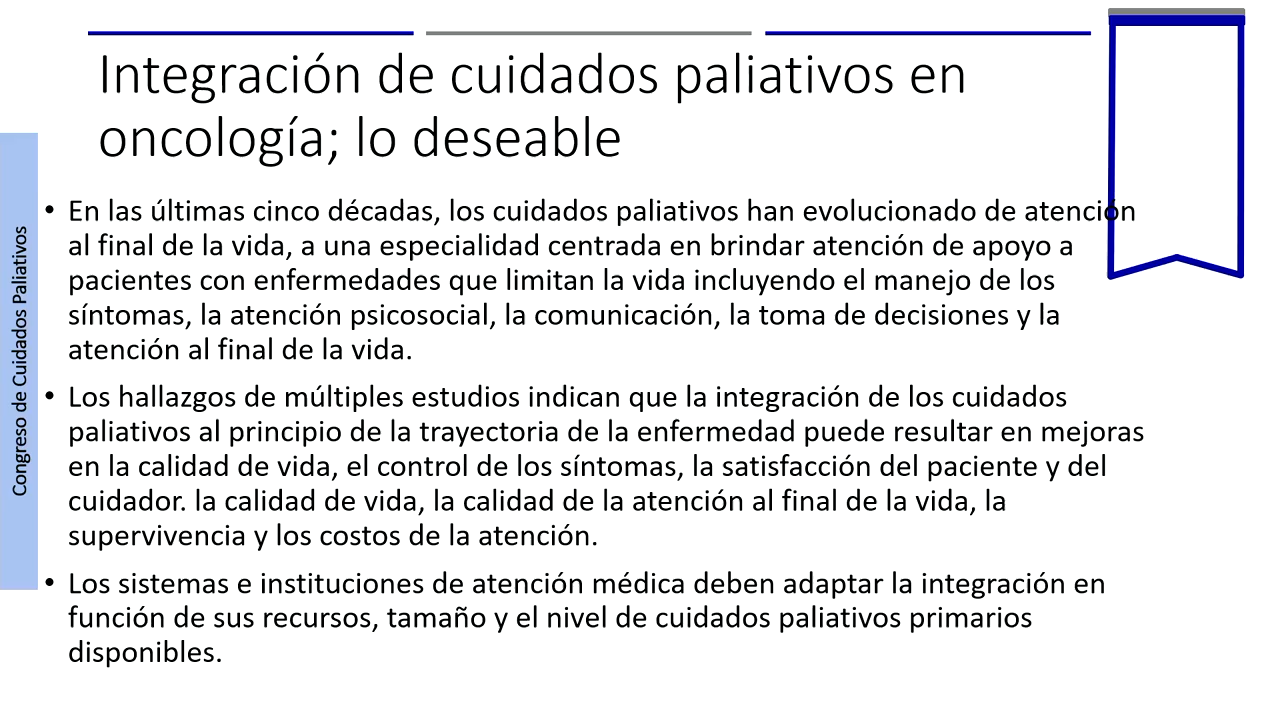 Integración de cuidados paliativos en
oncología; lo deseable
Congreso de Cuidados Paliativos
• En las últimas cinco décadas, los cuidados paliativos han evolucionado de atención
al final de la vida, a una especialidad centrada en brindar atención de apoyo a
pacientes con enfermedades que limitan la vida incluyendo el manejo de los
síntomas, la atención psicosocial, la comunicación, la toma de decisiones y la
atención al final de la vida.
• Los hallazgos de múltiples estudios indican que la integración de los cuidados
paliativos al principio de la trayectoria de la enfermedad puede resultar en mejoras
en la calidad de vida, el control de los síntomas, la satisfacción del paciente y del
cuidador. la calidad de vida, la calidad de la atención al final de la vida, la
supervivencia y los costos de la atención.
• Los sistemas e instituciones de atención médica deben adaptar la integración en
función de sus recursos, tamaño y el nivel de cuidados paliativos primarios
disponibles.